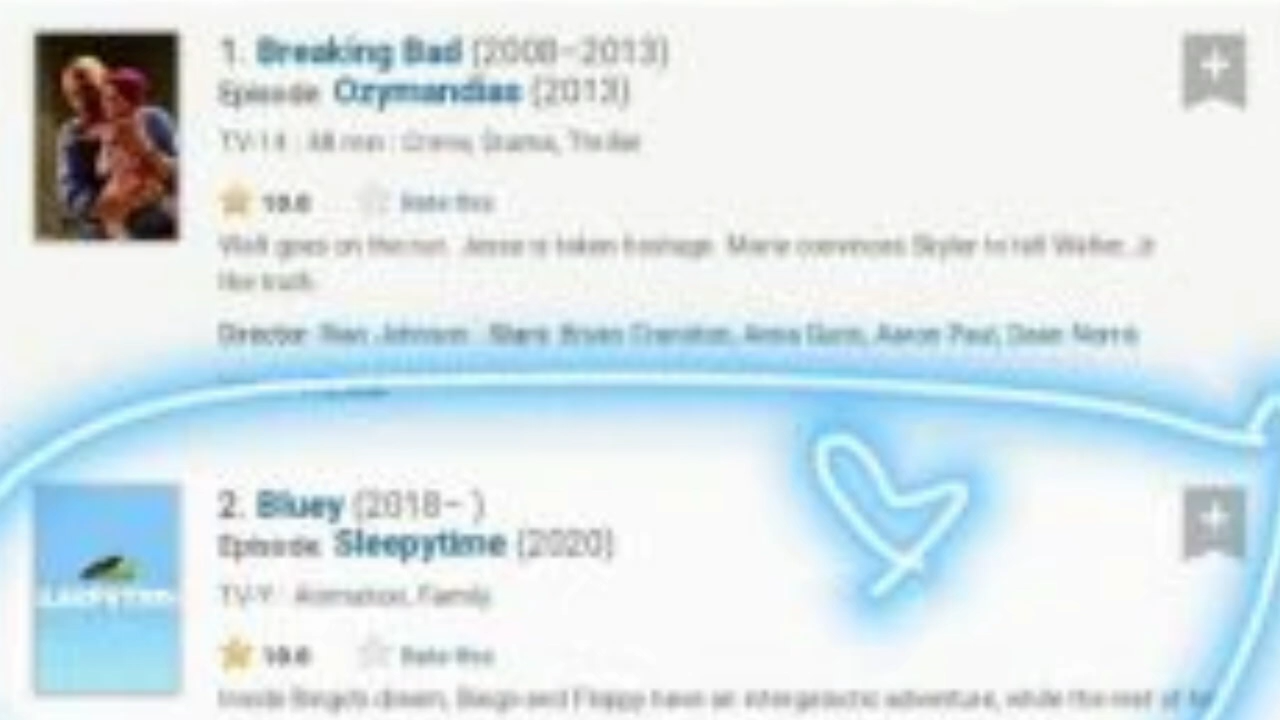 1. Breaking Bad (2008–2013)
Episode: Ozymandias (2013)
TV-14 | 48 min | Crime, Drama, Thriller
10.0 Rate this
Walt goes on the run. Jesse is taken hostage. Marie convinces Skyler to tell Walter, Jr
the truth.
Director: Rian Johnson | Stars: Bryan Cranston, Anna Gunn, Aaron Paul, Dean Norris
2. Bluey (2018– )
Episode: Sleepytime (2020)
TV-Y | Animation, Family
10.0 Rate this
Inside Bingo's dream, Bingo and Floppy have an intergalactic adventure, while the rest of